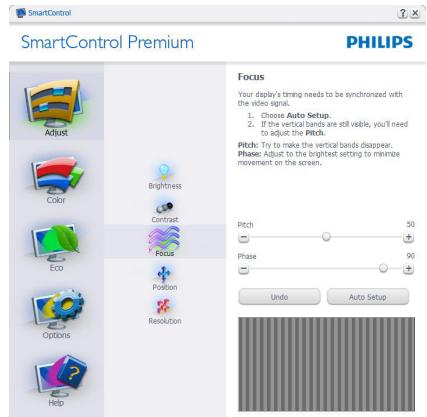 SmartControl
SmartControl Premium
PHILIPS
Adjust
Color
Eco
Options
Help
Brightness
Contrast
Focus
Position
Resolution
Focus
Your display's timing needs to be synchronized with
the video signal.
1. Choose Auto Setup.
2. If the vertical bands are still visible, you'll need
to adjust the Pitch.
Pitch: Try to make the vertical bands disappear.
Phase: Adjust to the brightest setting to minimize
movement on the screen.
Pitch 50
Phase 90
Undo Auto Setup